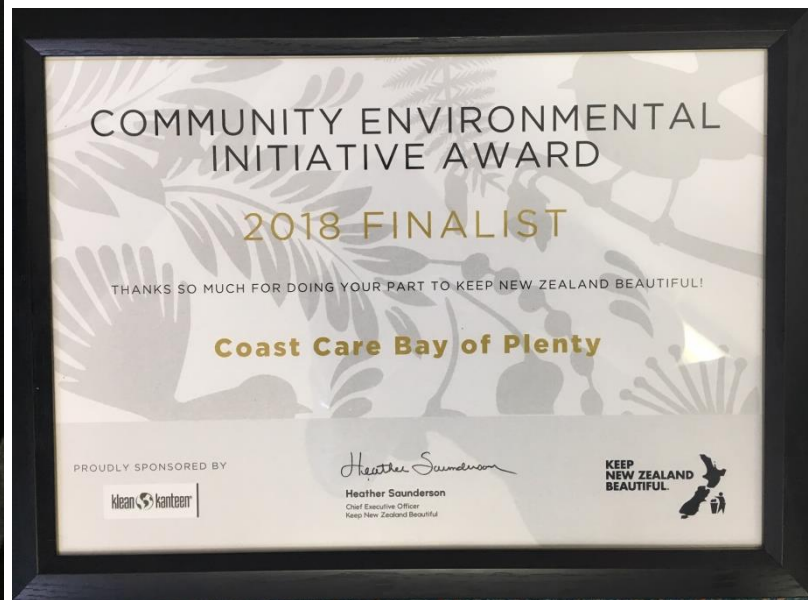 COMMUNITY ENVIRONMENTAL
INITIATIVE AWARD
2018 FINALIST
THANKS SO MUCH FOR DOING YOUR PART TO KEEP NEW ZEALAND BEAUTIFUL!
Coast Care Bay of Plenty
PROUDLY SPONSORED BY
klean kanteen
Heather Saunderson
Heather Saunderson
Chief Executive Officer
Keep New Zealand Beautiful
KEEP
NEW ZEALAND
BEAUTIFUL.